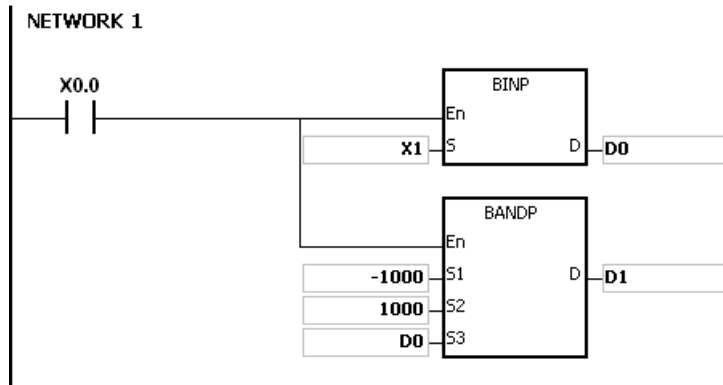 NETWORK 1
X0.0
BINP
En
X1 S D D0
BANDP
En
-1000 S1 D D1
1000 S2
D0 S3